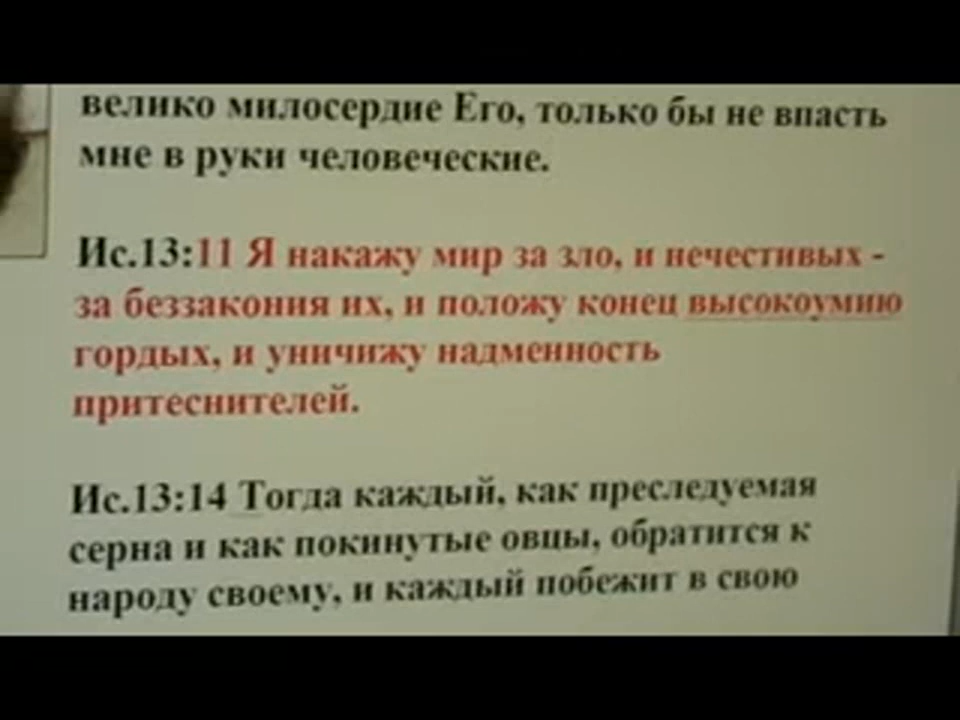 велико милосердие Его, только бы не впасть
мне в руки человеческие.
Ис.13:11 Я накажу мир за зло, и нечестивых -
за беззакония их, и положу конец высокоумию
гордых, и уничижу надменность
притеснителей.
Ис.13:14 Тогда каждый, как преследуемая
серна и как покинутые овцы, обратится к
народу своему, и каждый побежит в свою